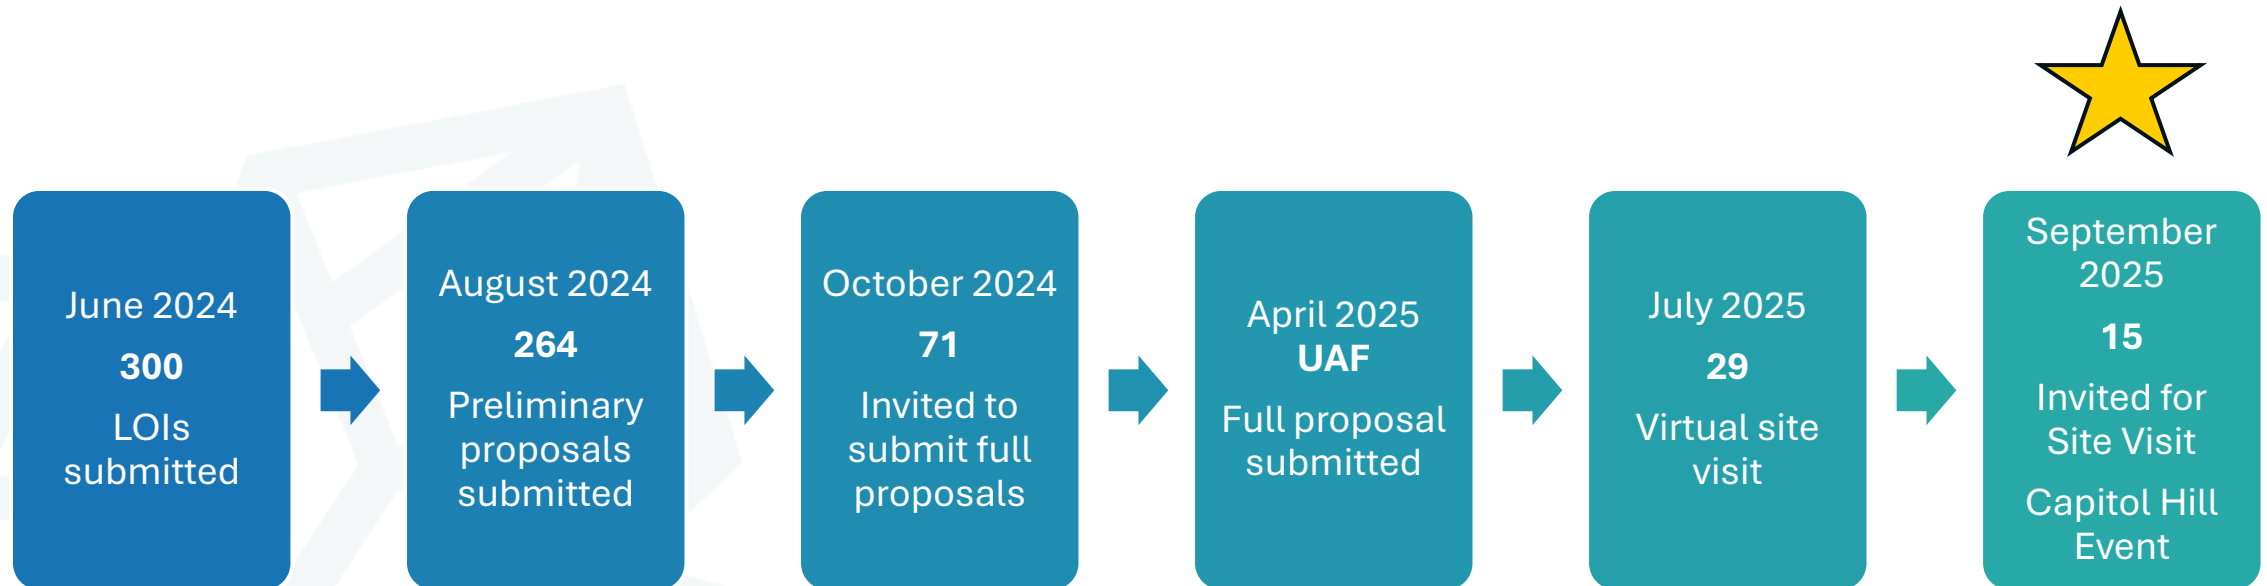 June 2024
300
LOIs
submitted
August 2024
264
Preliminary
proposals
submitted
October 2024
71
Invited to
submit full
proposals
April 2025
UAF
Full proposal
submitted
July 2025
29
Virtual site
visit
September
2025
15
Invited for
Site Visit
Capitol Hill
Event